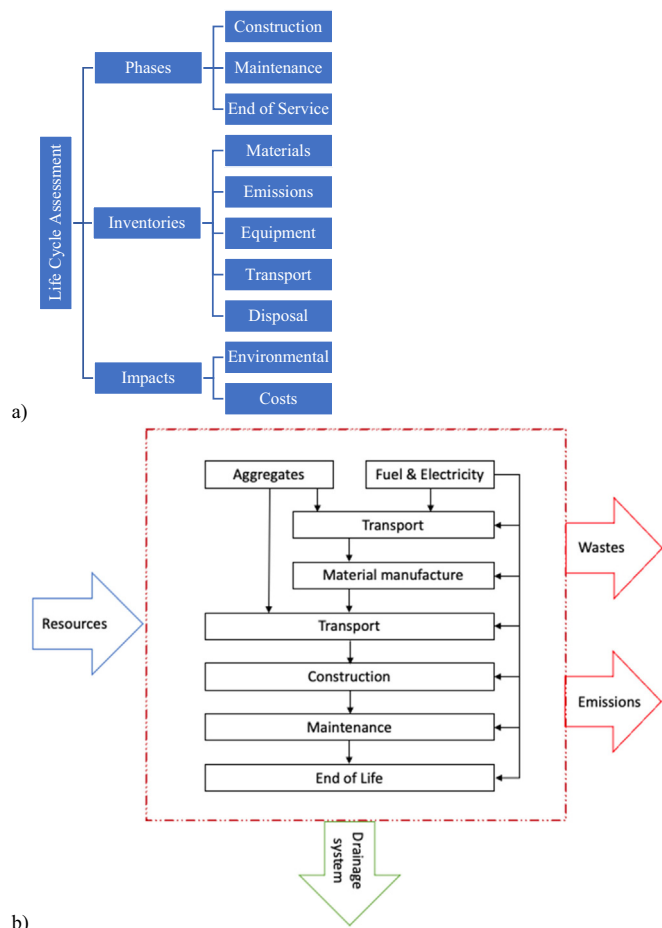 Life Cycle Assessment
Phases
Construction
Maintenance
End of Service
Inventories
Materials
Emissions
Equipment
Transport
Disposal
Impacts
Environmental
Costs
a)
Resources
Aggregates
Fuel & Electricity
Transport
Material manufacture
Transport
Construction
Maintenance
End of Life
Wastes
Emissions
Drainage
system
b)